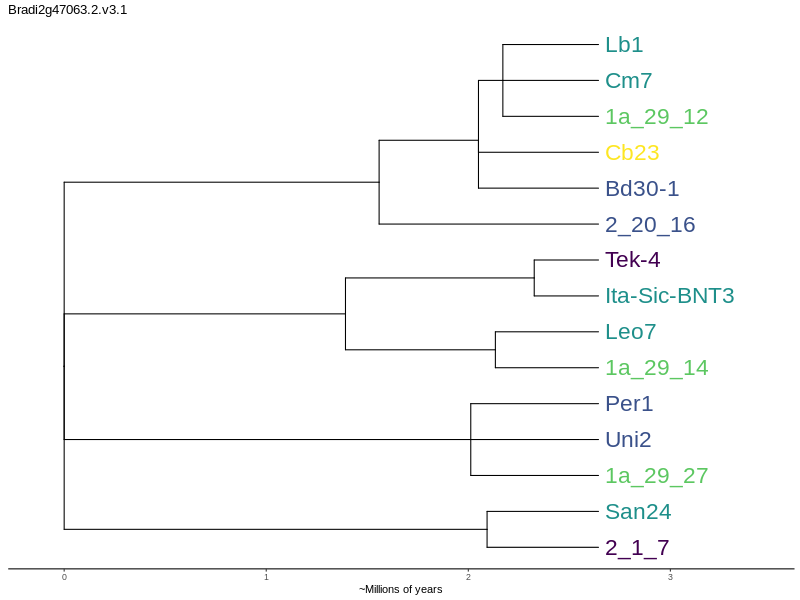 Bradi2g47063.2.v3.1
Lb1
Cm7
1a_29_12
Cb23
Bd30-1
2_20_16
Tek-4
Ita-Sic-BNT3
Leo7
1a_29_14
Per1
Uni2
1a_29_27
San24
2_1_7
0 1 2 3
~Millions of years